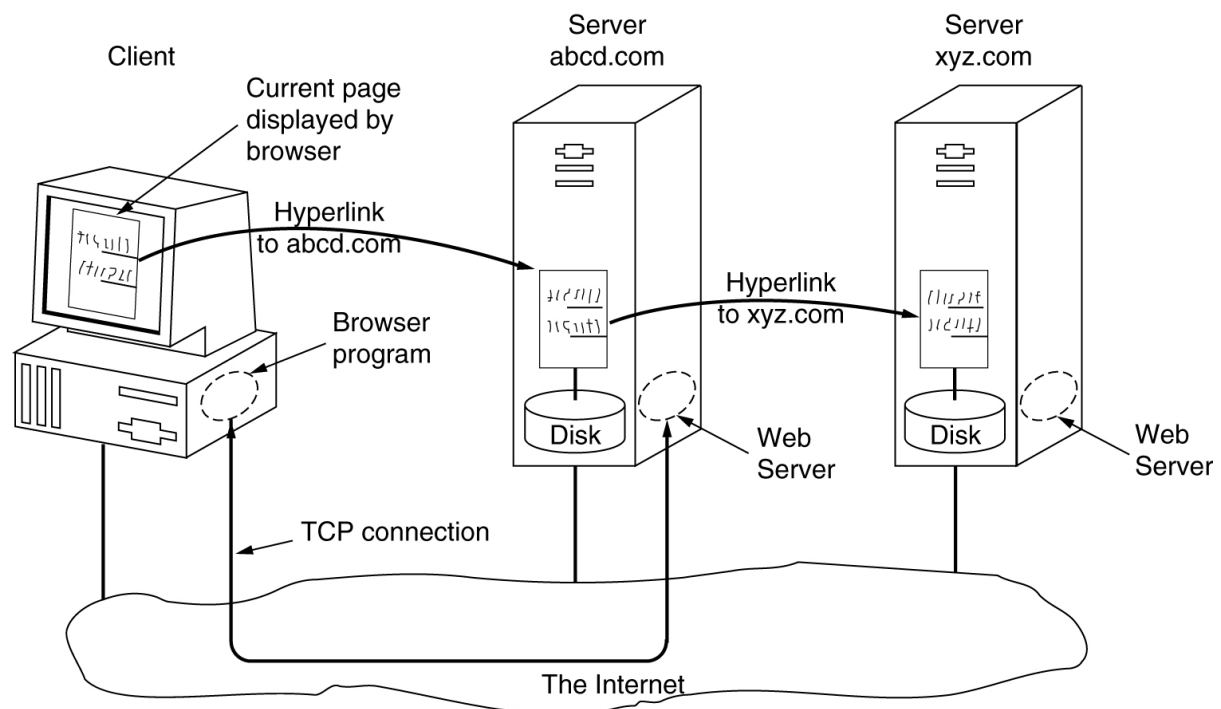 Client
Server
abcd.com
Server
xyz.com
Current page
displayed by
browser
Hyperlink
to abcd.com
Hyperlink
to xyz.com
Browser
program
Disk
Web
Server
Disk
Web
Server
TCP connection
The Internet